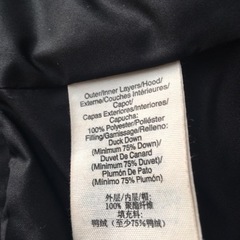 Outer/Inner Layers/Hood/
Externe/Couches Intérieures/
Capot/
Capas Exteriores/Interiores/
Capucha:
100% Polyester/Poliéster
Filling/Garnissage/Relleno:
Duck Down
(Minimum 75% Down)
Duvet De Canard
(Minimum 75% Duvet)/
Plumón De Pato
(Minimo 75% Plumón)
外层/内层/帽:
100% 聚酯纤维
填充料:
鸭绒 (至少75%鸭绒)